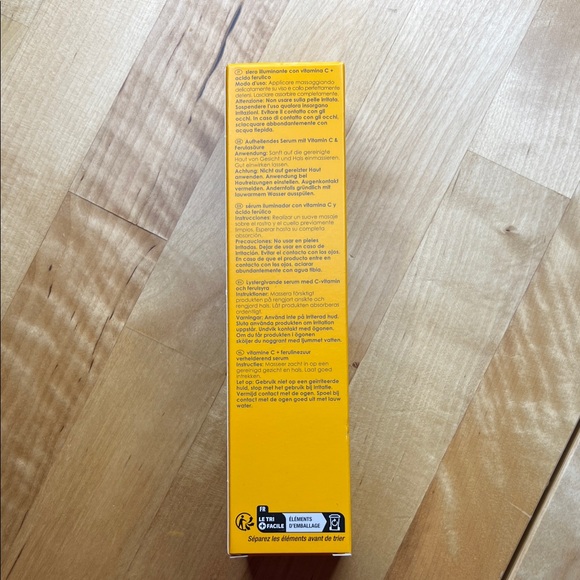 siero illuminante con vitamina C +
acido ferulico
Modo d'uso: Applicare massaggiando
delicatamente su viso e collo perfettamente
detersi. Lasciare assorbire completamente.
Attenzione: Non usare sulla pelle irritata.
Suspendere l'uso qualora insorgano
irritazioni. Evitare il contatto con gli
occhi. In caso di contatto con gli occhi,
sciacquare abbondantemente con
acqua tiepida.
Aufhellendes Serum mit Vitamin C &
Ferulasäure
Anwendung: Sanft auf die gereinigte
Haut von Gesicht und Hals einmassieren.
Gut einwirken lassen.
Achtung: Nicht auf gereizter Haut
anwenden. Anwendung bei
Hautreizungen einstellen. Augenkontakt
vermeiden. Andernfalls gründlich mit
lauwarmem Wasser ausspülen.
sérum iluminador con vitamina C y
ácido ferúlico
Instrucciones: Realizar un suave masaje
sobre el rostro y el cuello previamente
limpios. Esperar hasta su completa
absorción.
Precauciones: No usar en pieles
irritadas. Dejar de usar en caso de
irritación. Evitar el contacto con los ojos.
En caso de que el producto entre en
contacto con los ojos, aclarar
abundantemente con agua tibia.
Lystergivande serum med C-vitamin
och ferulsyra
Instruktioner: Massera försiktigt
produkten på rengjort ansikte och
rengjord hals. Låt produkten absorberas
ordentligt.
Varningar: Använd inte på irriterad hud.
Sluta använda produkten om irritation
uppstår. Undvik kontakt med ögonen.
Om du får produkten i ögonen
sköljer du noggrant med ljummet vatten.
vitamine C + ferulinezuur
verhelderend serum
Instructies: Masseer zacht in op een
gereinigd gezicht en hals. Laat goed
intrekken.
Let op: Gebruik niet op een geïrriteerde
huid, stop met het gebruik bij irritatie.
Vermijd contact met de ogen. Spoel bij
contact met de ogen goed uit met lauw
water.
FR
LE TRI
+ FACILE
ÉLÉMENTS
D'EMBALLAGE
Séparez les éléments avant de trier